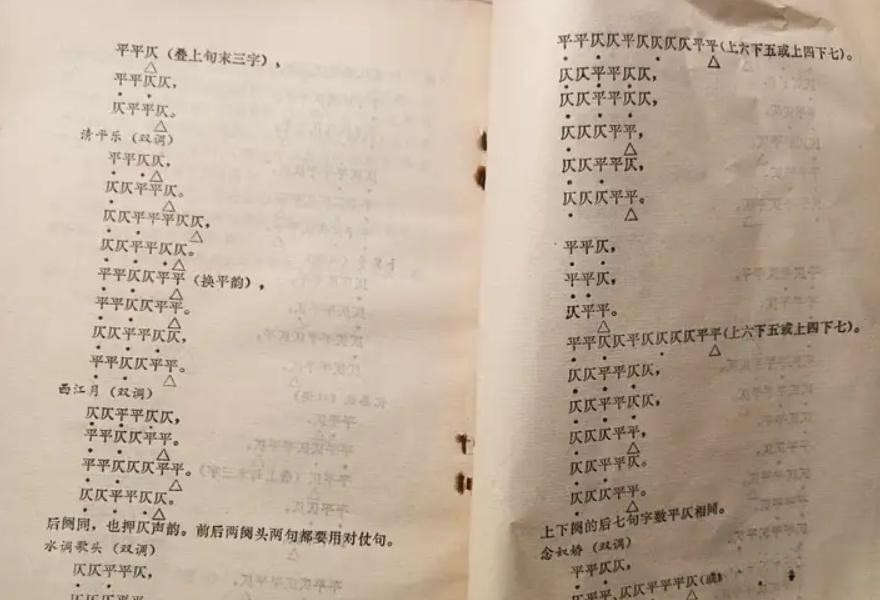 平平仄（叠上句末三字），
平平仄仄，
仄平平仄。
清平乐（双调）
平平仄仄，
仄仄平平仄。
仄仄平平平仄仄，
仄仄平平仄仄。
平平仄仄平平（换平韵），
平平仄仄平平。
仄仄平平仄仄，
平平仄仄平平。
西江月（双调）
仄仄平平仄仄，
平平仄仄平平。
平平仄仄仄平平。
仄仄平平仄仄。
后阕同，也押仄声韵。前后两阕头两句都要用对仗句。
水调歌头（双调）
仄仄平平仄，
仄仄仄平平
平平仄仄平仄仄仄仄平平(上六下五或上四下七)。
仄仄平平仄仄，
仄仄平平仄仄，
仄仄仄平平，
仄仄平平仄，
仄仄仄平平。
平平仄，
平平仄，
仄平平。
平平仄仄平仄仄仄仄平平(上六下五或上四下七)。
仄仄平平仄仄，
仄仄平平仄仄，
仄仄仄平平，
仄仄平平仄。
仄仄仄平平。
上下阕的后七句字数平仄相同。
念奴娇（双调）
平平仄仄，